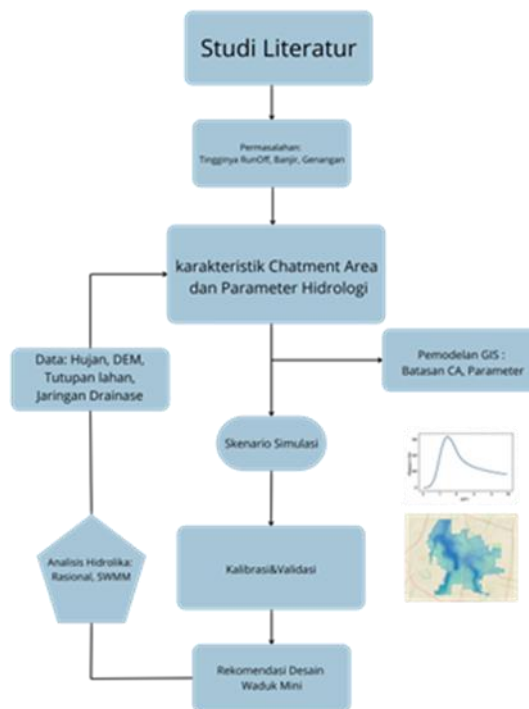 Studi Literatur
Permasalahan:
Tingginya RunOff, Banjir, Genangan
karakteristik Chatment Area
dan Parameter Hidrologi
Data: Hujan, DEM,
Tutupan lahan,
Jaringan Drainase
Pemodelan GIS :
Batasan CA, Parameter
Skenario Simulasi
Analisis Hidrolika:
Rasional, SWMM
Kalibrasi&Validasi
Rekomendasi Desain
Waduk Mini